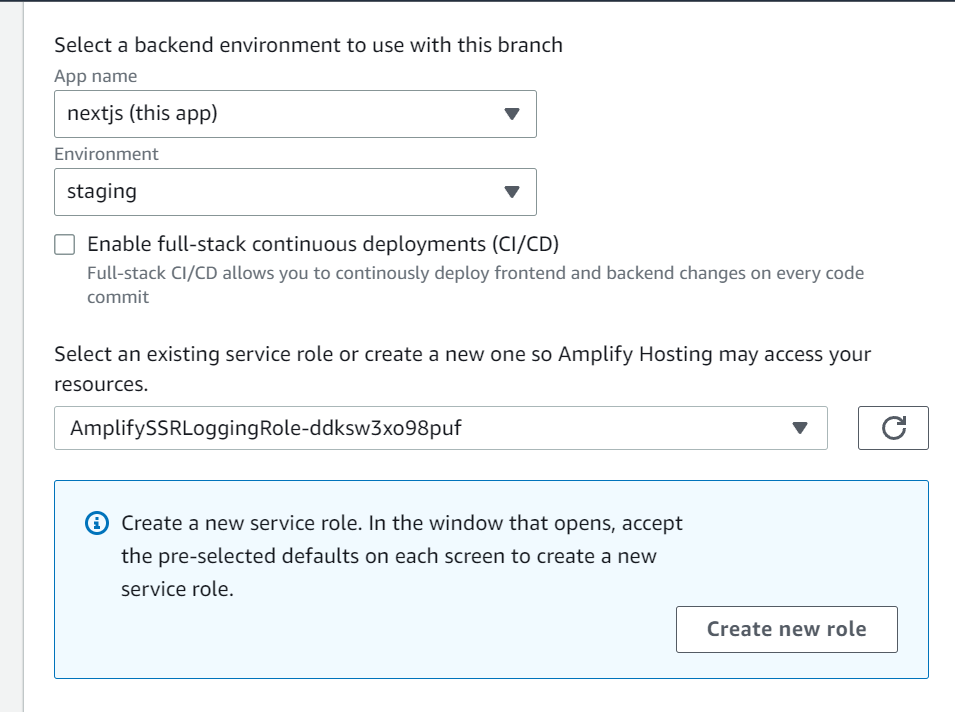 Select a backend environment to use with this branch
App name
nextjs (this app)
Environment
staging
Enable full-stack continuous deployments (CI/CD)
Full-stack CI/CD allows you to continously deploy frontend and backend changes on every code
commit
Select an existing service role or create a new one so Amplify Hosting may access your
resources.
AmplifySSRLoggingRole-ddksw3xo98puf
Create a new service role. In the window that opens, accept
the pre-selected defaults on each screen to create a new
service role.
Create new role